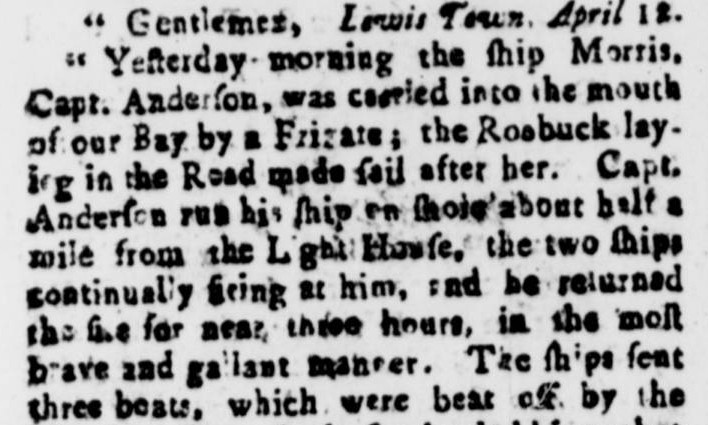 “ Gentlemen, Lewis Town, April 12.
“ Yeſterday morning the ſhip Morris,
Capt. Anderſon, was carried into the mouth
of our Bay by a Frigate; the Roabuck lay-
ing in the Road made ſail after her. Capt.
Anderſon run his ſhip on ſhore about half a
mile from the Light Houſe, the two ſhips
continually firing at him, and he returned
the fire for near three hours, in the moſt
brave and gallant manner. The ſhips ſent
three boats, which were beat off by the